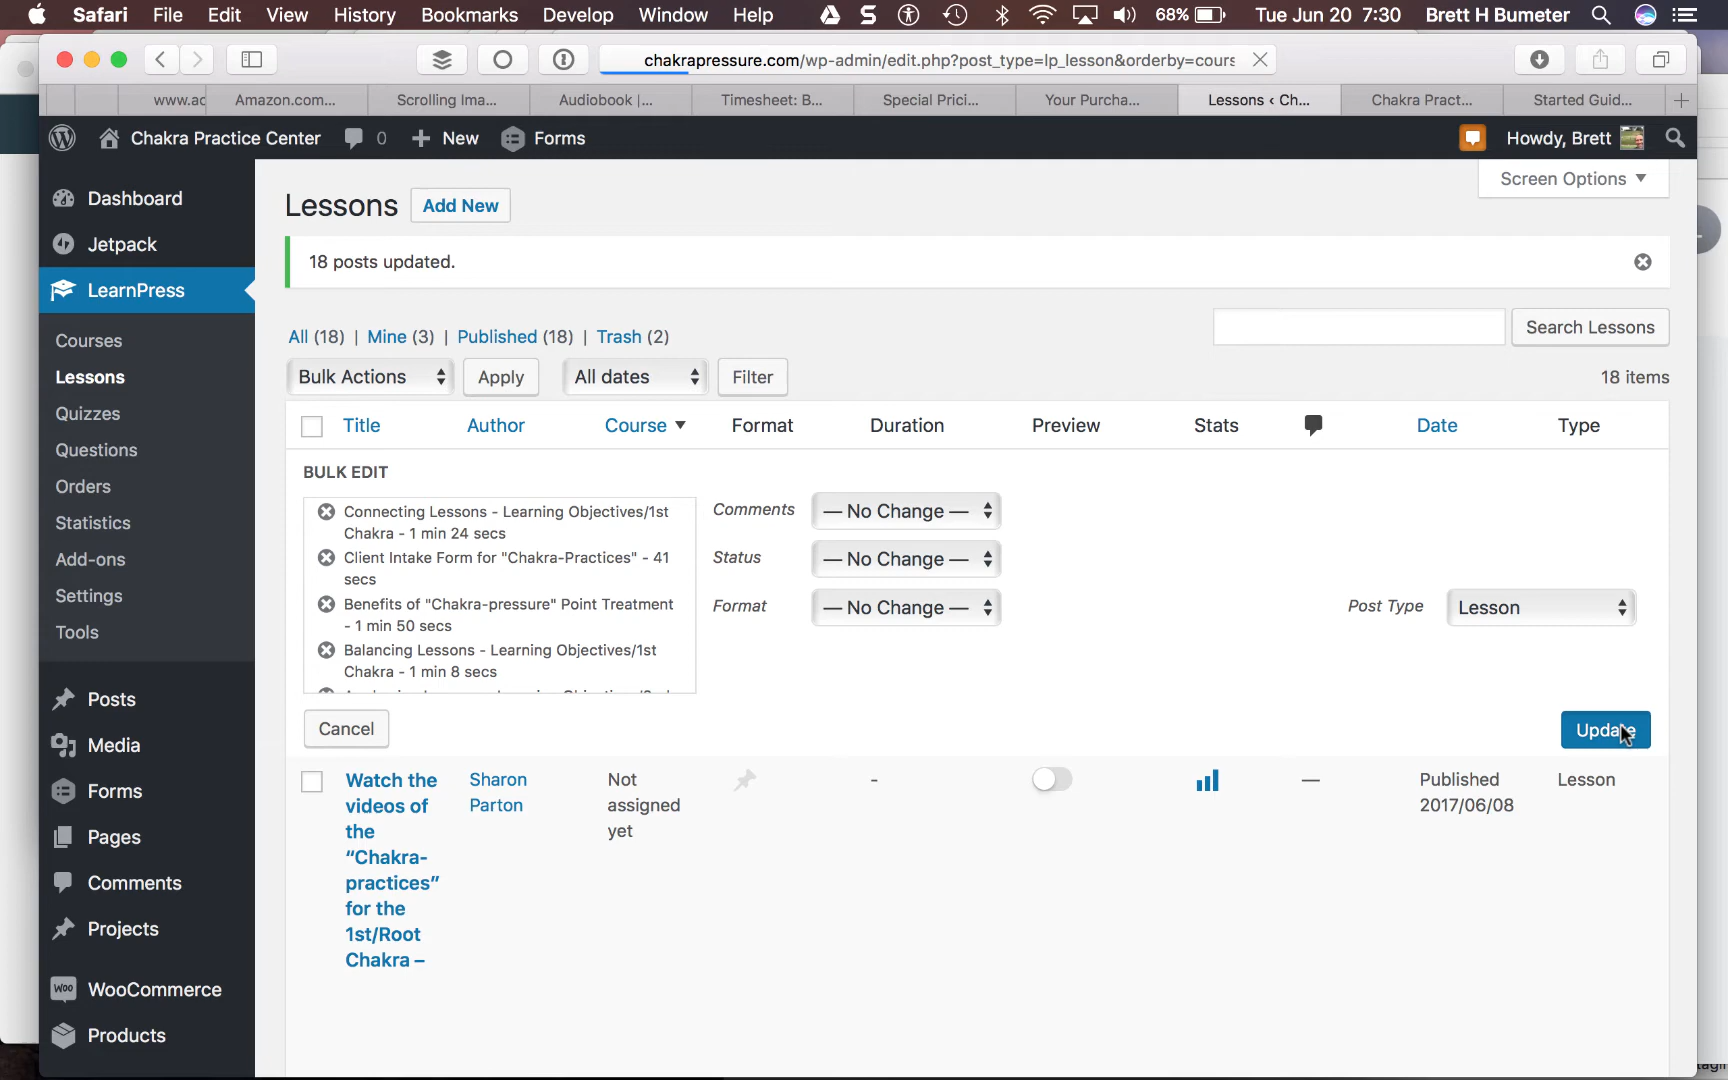 Safari File Edit View History Bookmarks Develop Window Help 68% Tue Jun 20 7:30 Brett H Bumeter
chakrapressure.com/wp-admin/edit.php?post_type=lp_lesson&orderby=cours
www.ac Amazon.com... Scrolling Ima... Audiobook |... Timesheet: B... Special Prici... Your Purcha... Lessons ‹ Ch... Chakra Pract... Started Guid...
Chakra Practice Center 0 New Forms Howdy, Brett
Screen Options
Dashboard
Jetpack
LearnPress
Courses
Lessons
Quizzes
Questions
Orders
Statistics
Add-ons
Settings
Tools
Posts
Media
Forms
Pages
Comments
Projects
WooCommerce
Products
Lessons Add New
18 posts updated.
All (18) | Mine (3) | Published (18) | Trash (2)
Search Lessons
Bulk Actions Apply All dates Filter 18 items
Title Author Course Format Duration Preview Stats Date Type
BULK EDIT
Connecting Lessons - Learning Objectives/1st
Chakra - 1 min 24 secs
Client Intake Form for "Chakra-Practices" - 41
secs
Benefits of "Chakra-pressure" Point Treatment
- 1 min 50 secs
Balancing Lessons - Learning Objectives/1st
Chakra - 1 min 8 secs
Comments — No Change —
Status — No Change —
Format — No Change —
Post Type Lesson
Cancel Update
Watch the
videos of
the
“Chakra-
practices”
for the
1st/Root
Chakra –
Sharon
Parton
Not
assigned
yet
-
—
Published
2017/06/08
Lesson